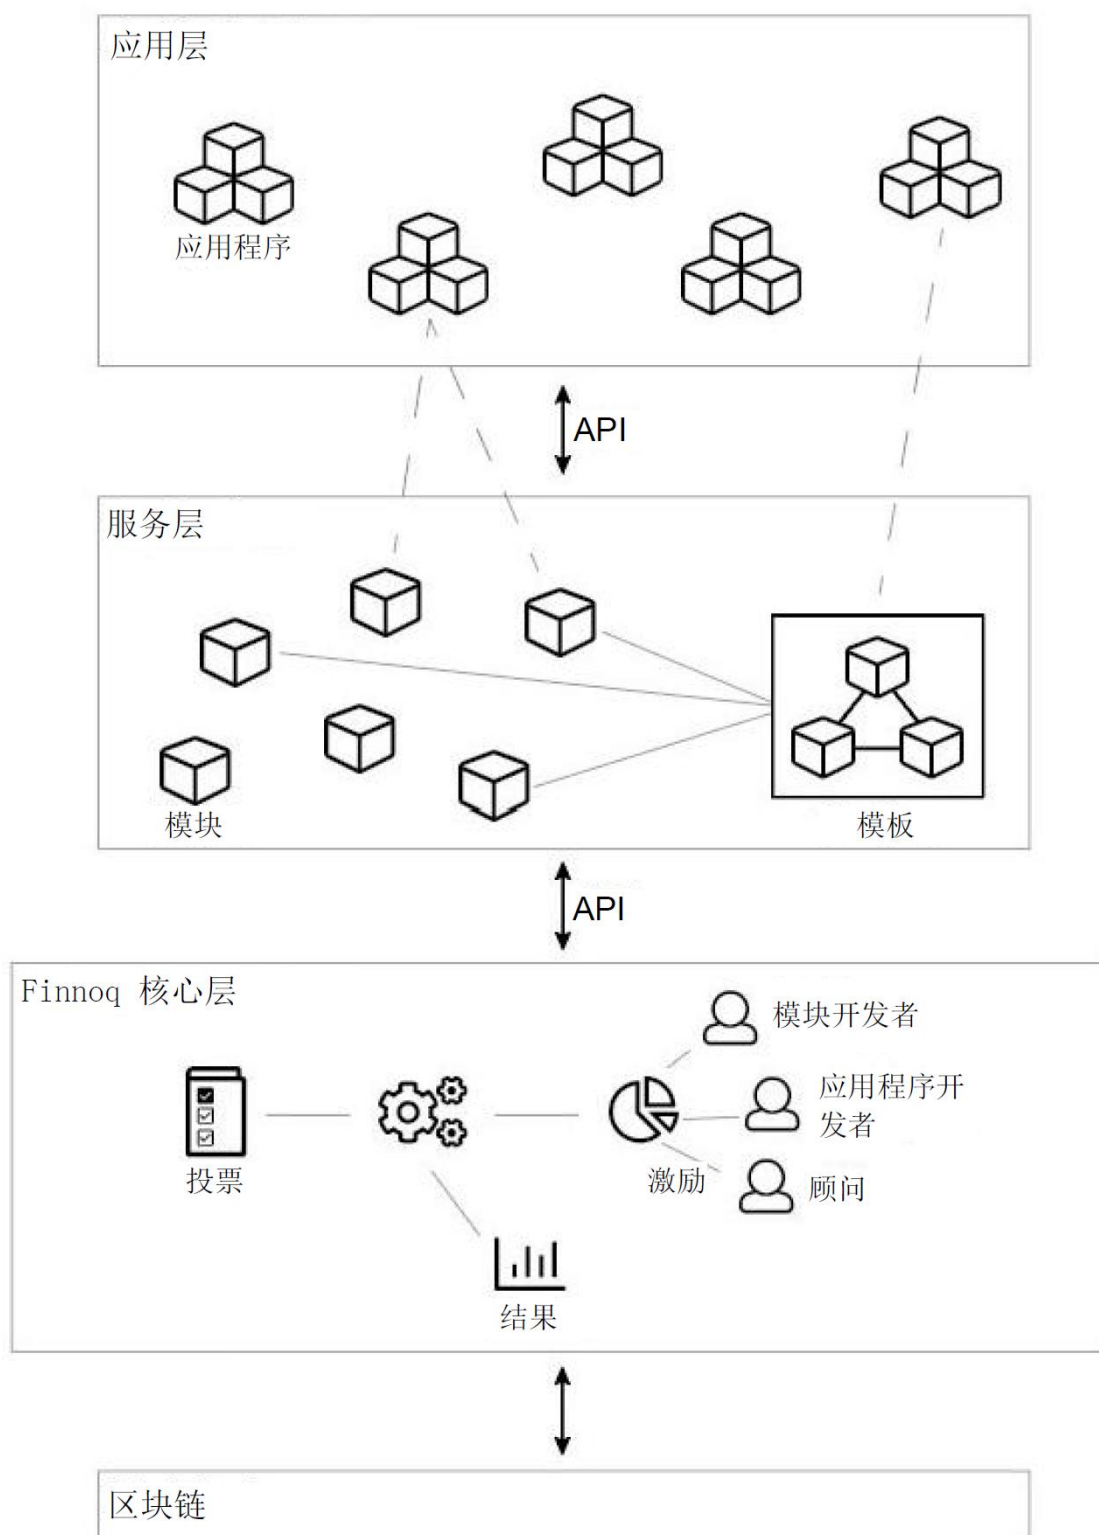 应用层
应用程序
API
服务层
模块
模板
API
Finnoq 核心层
模块开发者
应用程序开
发者
投票
激励
顾问
结果
区块链